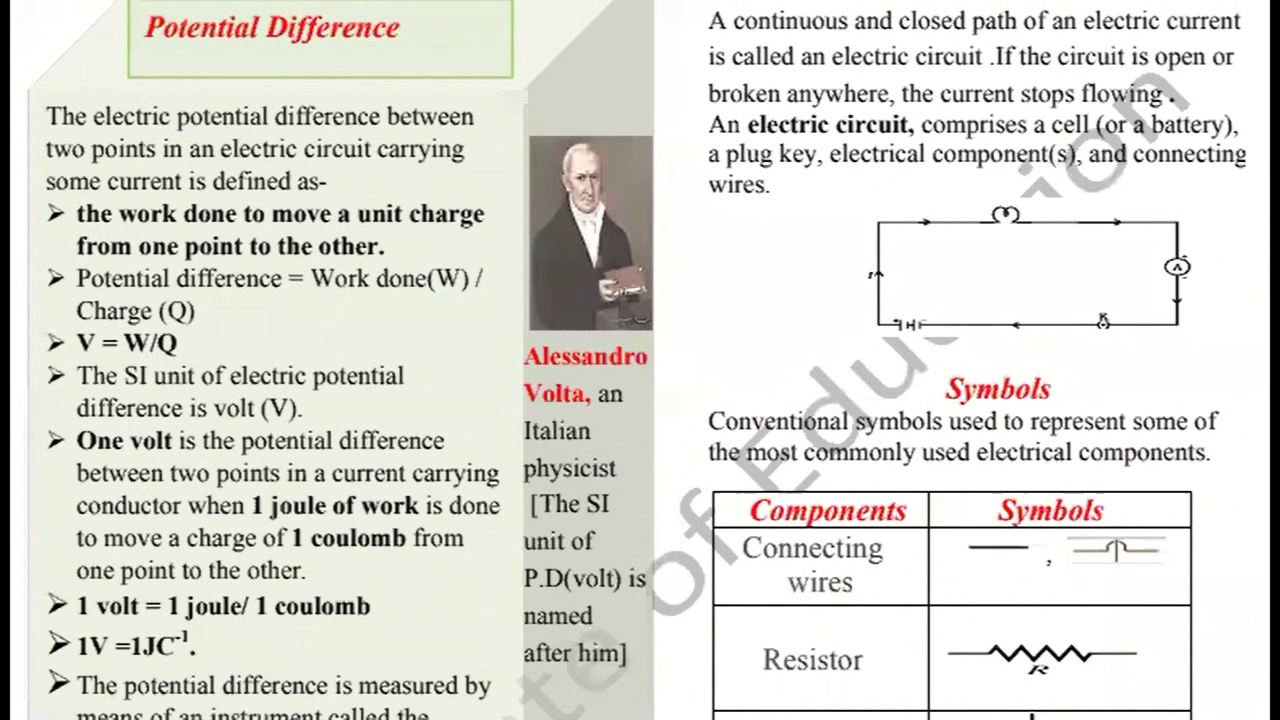 Potential Difference
The electric potential difference between
two points in an electric circuit carrying
some current is defined as-
➢ the work done to move a unit charge
from one point to the other.
➢ Potential difference = Work done(W) /
Charge (Q)
➢ V = W/Q
➢ The SI unit of electric potential
difference is volt (V).
➢ One volt is the potential difference
between two points in a current carrying
conductor when 1 joule of work is done
to move a charge of 1 coulomb from
one point to the other.
➢ 1 volt = 1 joule/ 1 coulomb
➢ 1V =1JC⁻¹.
➢ The potential difference is measured by
means of an instrument called the
Alessandro
Volta, an
Italian
physicist
[The SI
unit of
P.D(volt) is
named
after him]
A continuous and closed path of an electric current
is called an electric circuit .If the circuit is open or
broken anywhere, the current stops flowing .
An electric circuit, comprises a cell (or a battery),
a plug key, electrical component(s), and connecting
wires.
A
K
Symbols
Conventional symbols used to represent some of
the most commonly used electrical components.
Components Symbols
Connecting
wires ,
Resistor
R
of